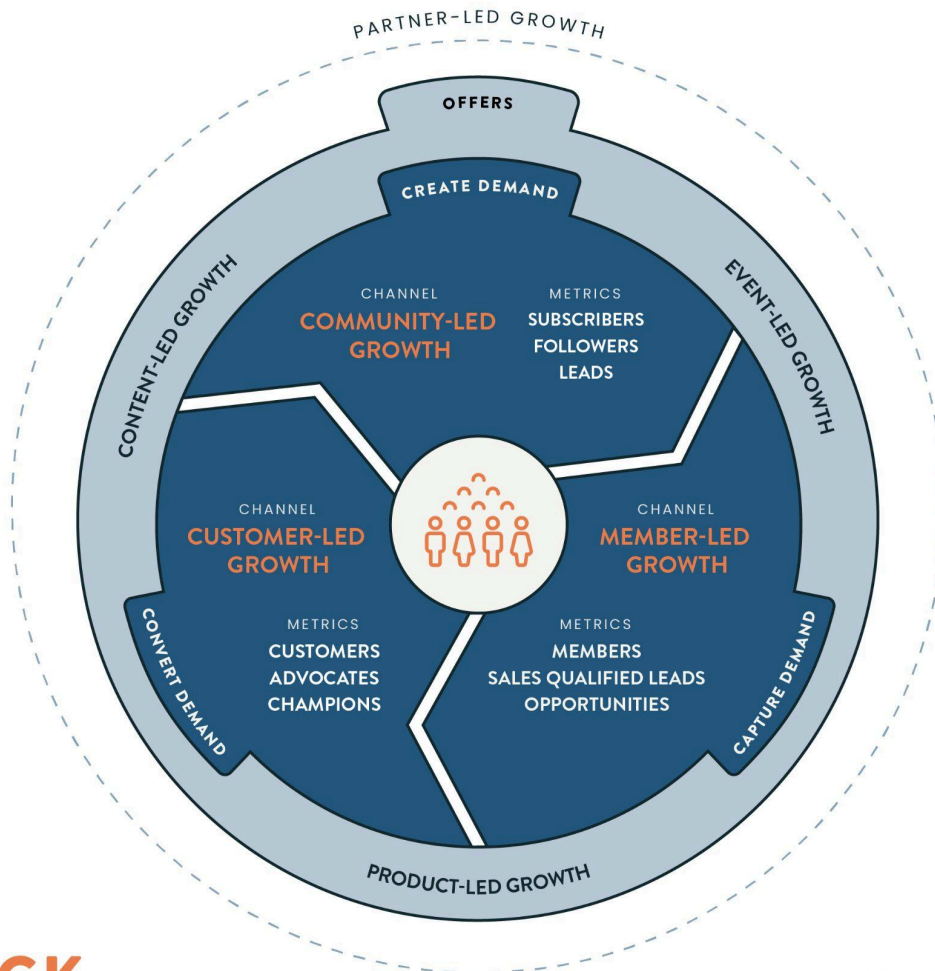 PARTNER-LED GROWTH
OFFERS
CREATE DEMAND
CONTENT-LED GROWTH
EVENT-LED GROWTH
CHANNEL
COMMUNITY-LED
GROWTH
METRICS
SUBSCRIBERS
FOLLOWERS
LEADS
CHANNEL
CUSTOMER-LED
GROWTH
METRICS
CUSTOMERS
ADVOCATES
CHAMPIONS
CHANNEL
MEMBER-LED
GROWTH
METRICS
MEMBERS
SALES QUALIFIED LEADS
OPPORTUNITIES
CONVERT DEMAND
CAPTURE DEMAND
PRODUCT-LED GROWTH